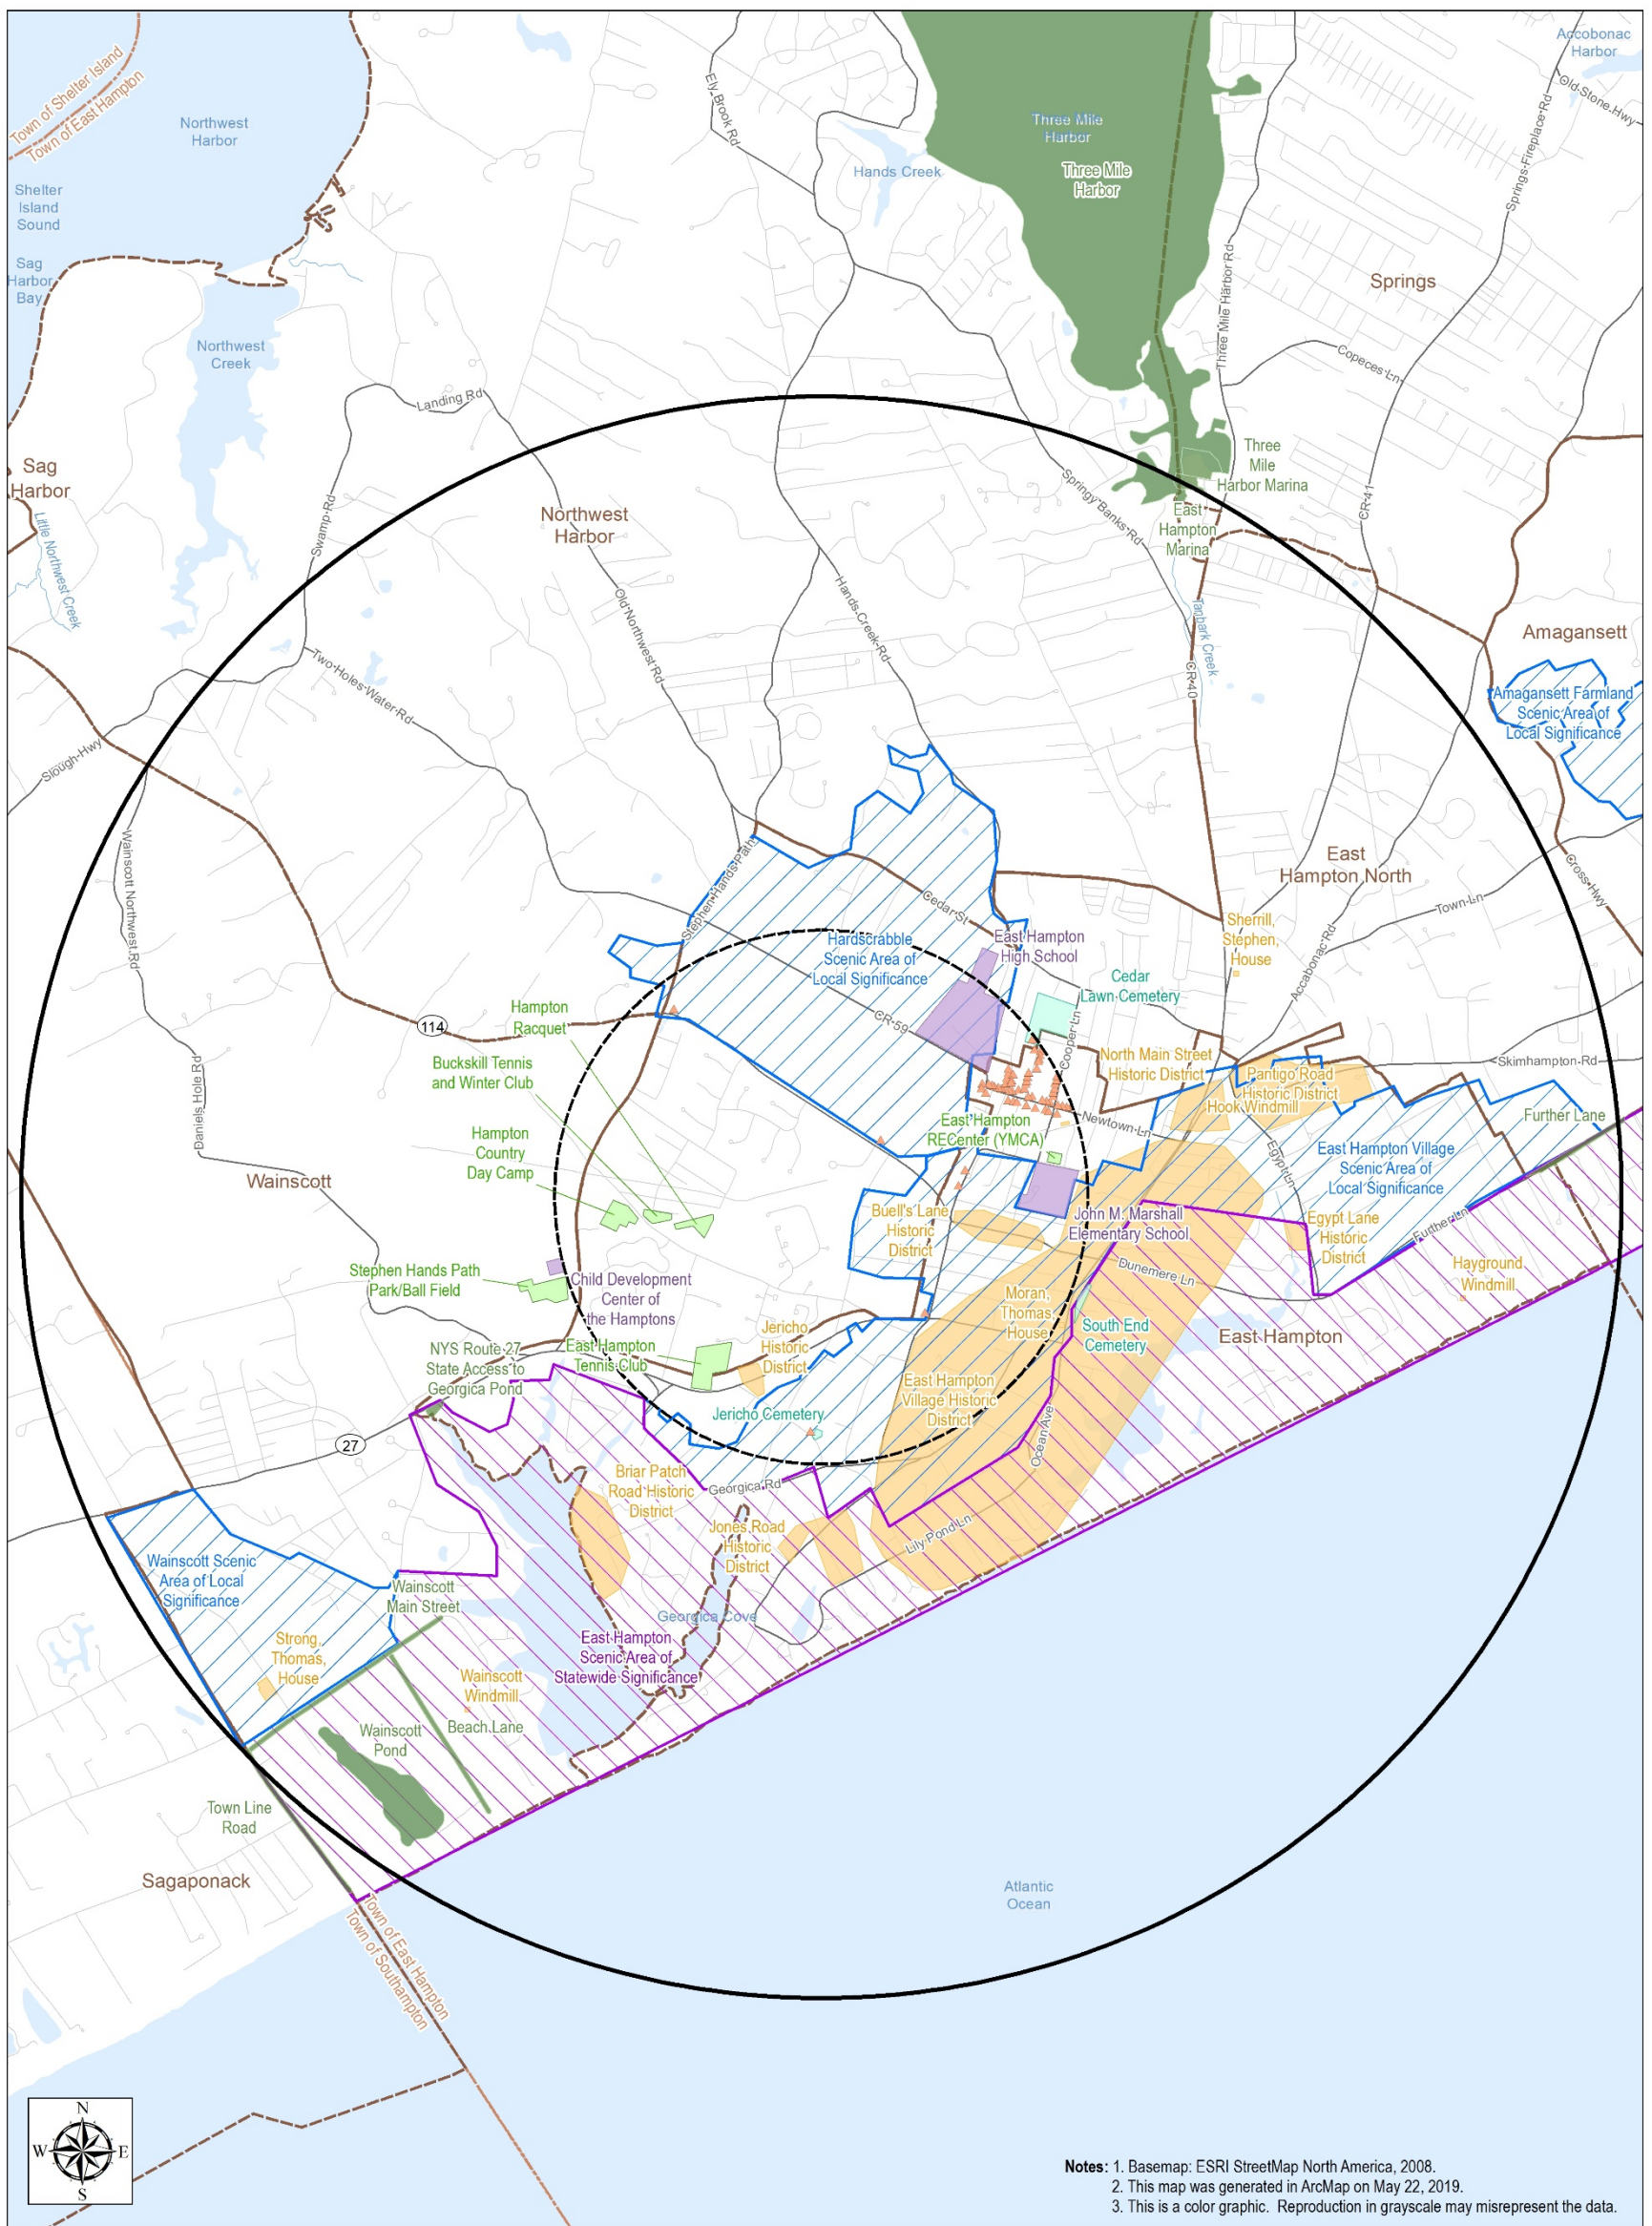 Accobonac
Harbor
Old Stone Hwy
Town of Shelter Island
Town of East Hampton
Northwest
Harbor
Ely Brook Rd
Three Mile
Harbor
Three Mile
Harbor
Hands Creek
Springs-Fireplace Rd
Shelter
Island
Sound
Sag
Harbor
Bay
Three Mile Harbor Rd
Springs
Northwest
Creek
Copeces Ln
Landing Rd
Sag
Harbor
Three
Mile
Harbor Marina
Springy Banks Rd
CR-41
Swamp Rd
Northwest
Harbor
East
Hampton
Marina
Little Northwest Creek
Old Northwest Rd
Hands Creek Rd
Tanbark Creek
Amagansett
Two Holes Water Rd
CR-40
Amagansett Farmland
Scenic Area of
Local Significance
Slough Hwy
Wainscott Northwest Rd
Stephen Hands Path
Cedar St
East
Hampton North
Cross Hwy
Town Ln
Sherrill,
Stephen,
House
Accabonac Rd
Hardscrabble
Scenic Area of
Local Significance
East Hampton
High School
Cedar
Lawn Cemetery
Hampton
Racquet
114
CR-59
Cooper Ln
Buckskill Tennis
and Winter Club
North Main Street
Historic District
Skimhampton Rd
Pantigo Road
Historic District
Hook Windmill
Daniels Hole Rd
Newtown Ln
East Hampton
RECenter (YMCA)
Further Lane
Hampton
Country
Day Camp
Egypt Ln
East Hampton Village
Scenic Area of
Local Significance
Wainscott
Buell's Lane
Historic
District
John M. Marshall
Elementary School
Egypt Lane
Historic
District
Further Ln
Stephen Hands Path
Park/Ball Field
Child Development
Center of
the Hamptons
Dunemere Ln
Hayground
Windmill
Moran,
Thomas,
House
South End
Cemetery
East Hampton
NYS Route 27
State Access to
Georgica Pond
East Hampton
Tennis Club
Jericho
Historic
District
East Hampton
Village Historic
District
Jericho Cemetery
Ocean Ave
27
Briar Patch
Road Historic
District
Georgica Rd
Jones Road
Historic
District
Lily Pond Ln
Wainscott Scenic
Area of Local
Significance
Wainscott
Main Street
Georgica Cove
Strong,
Thomas,
House
East Hampton
Scenic Area of
Statewide Significance
Wainscott
Windmill
Beach Lane
Wainscott
Pond
Town Line
Road
Sagaponack
Atlantic
Ocean
Town of East Hampton
Town of Southampton
N
W E
S
Notes: 1. Basemap: ESRI StreetMap North America, 2008.
2. This map was generated in ArcMap on May 22, 2019.
3. This is a color graphic. Reproduction in grayscale may misrepresent the data.